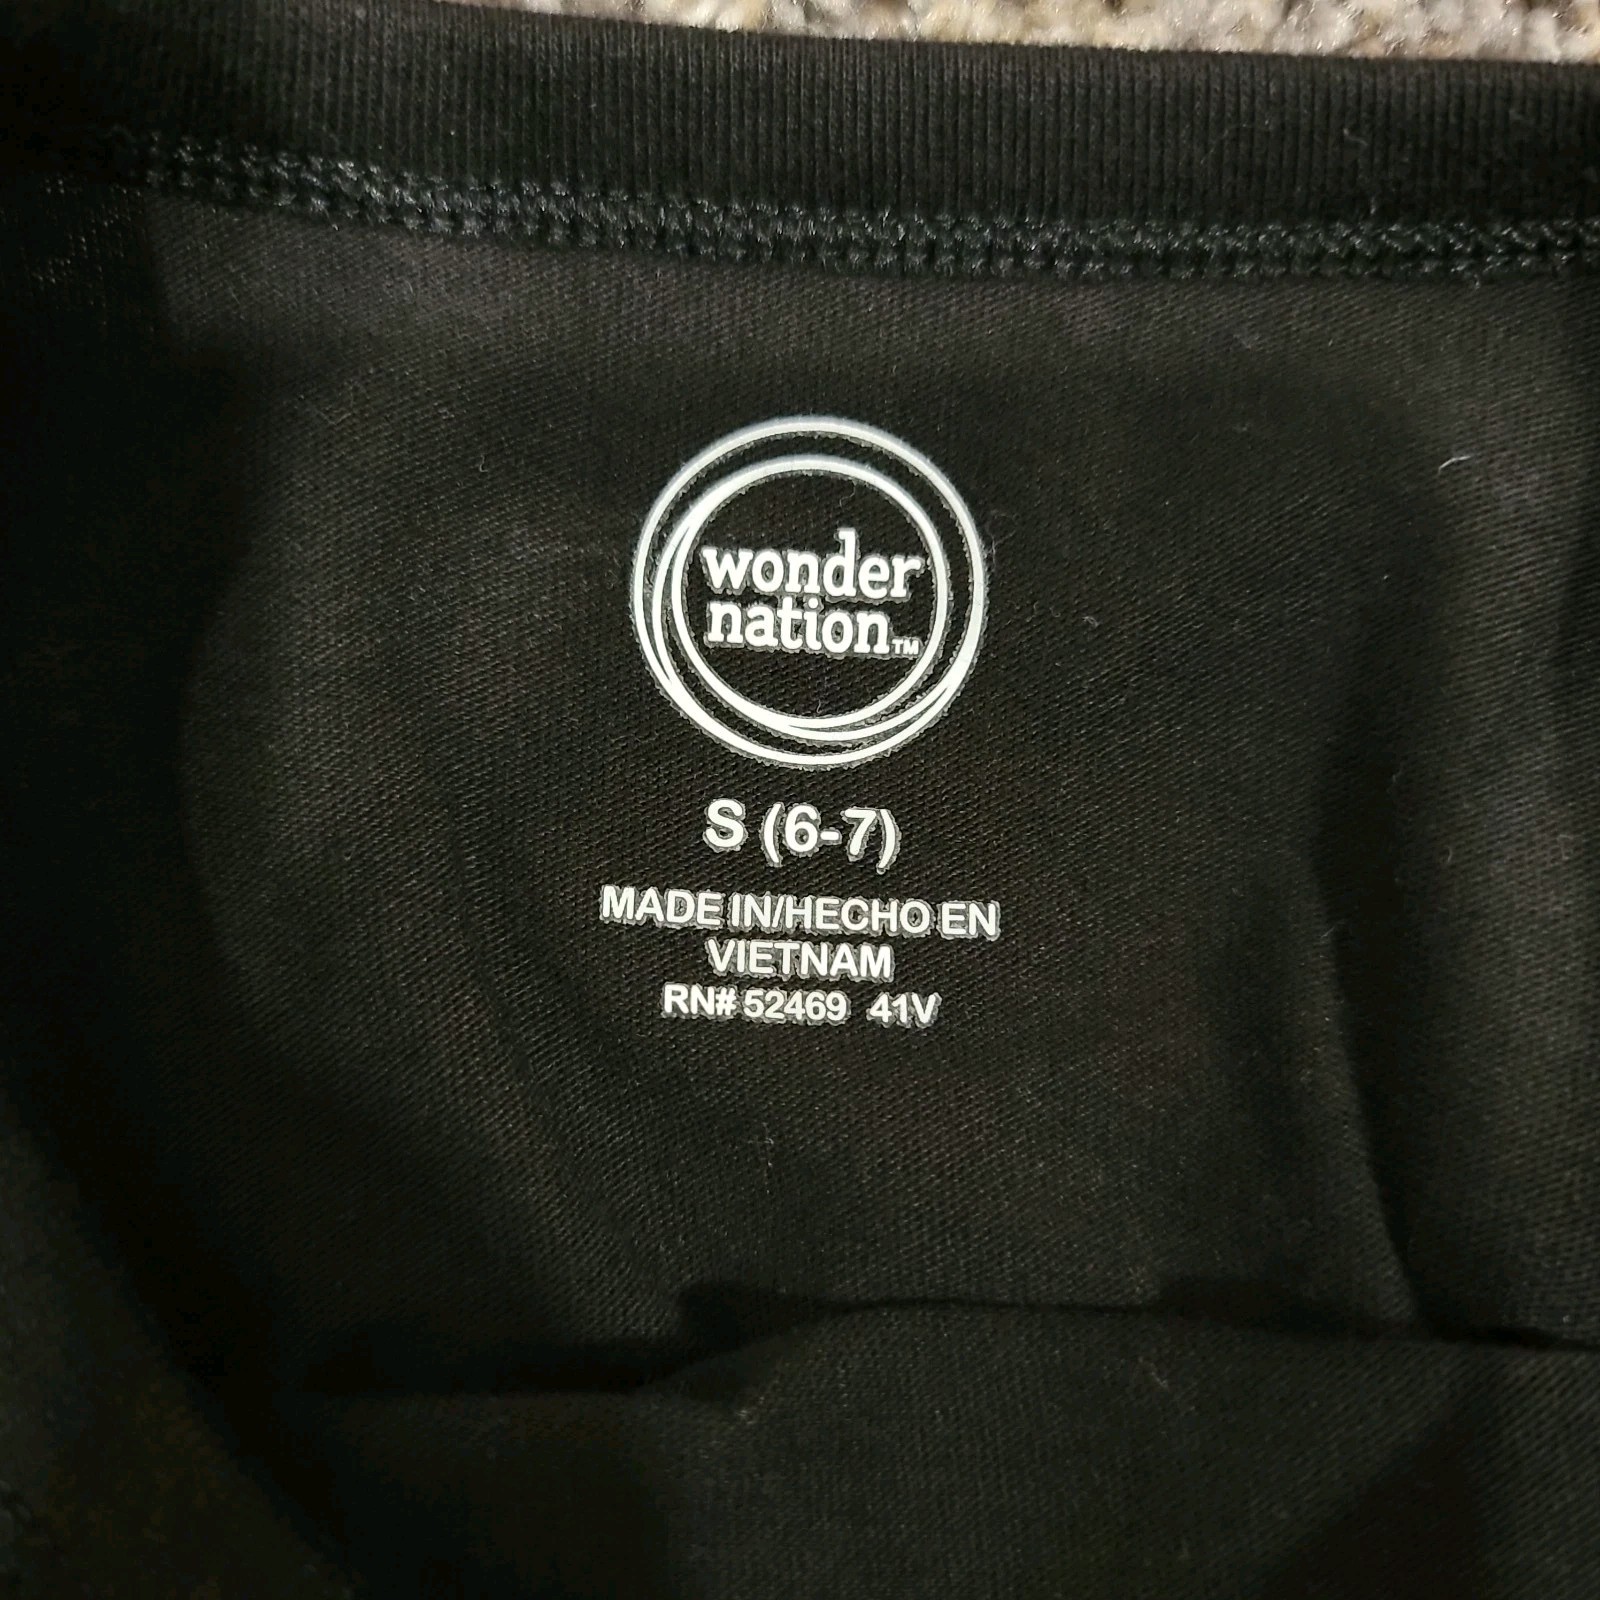 wonder
nation™
S (6-7)
MADE IN/HECHO EN
VIETNAM
RN# 52469 41V